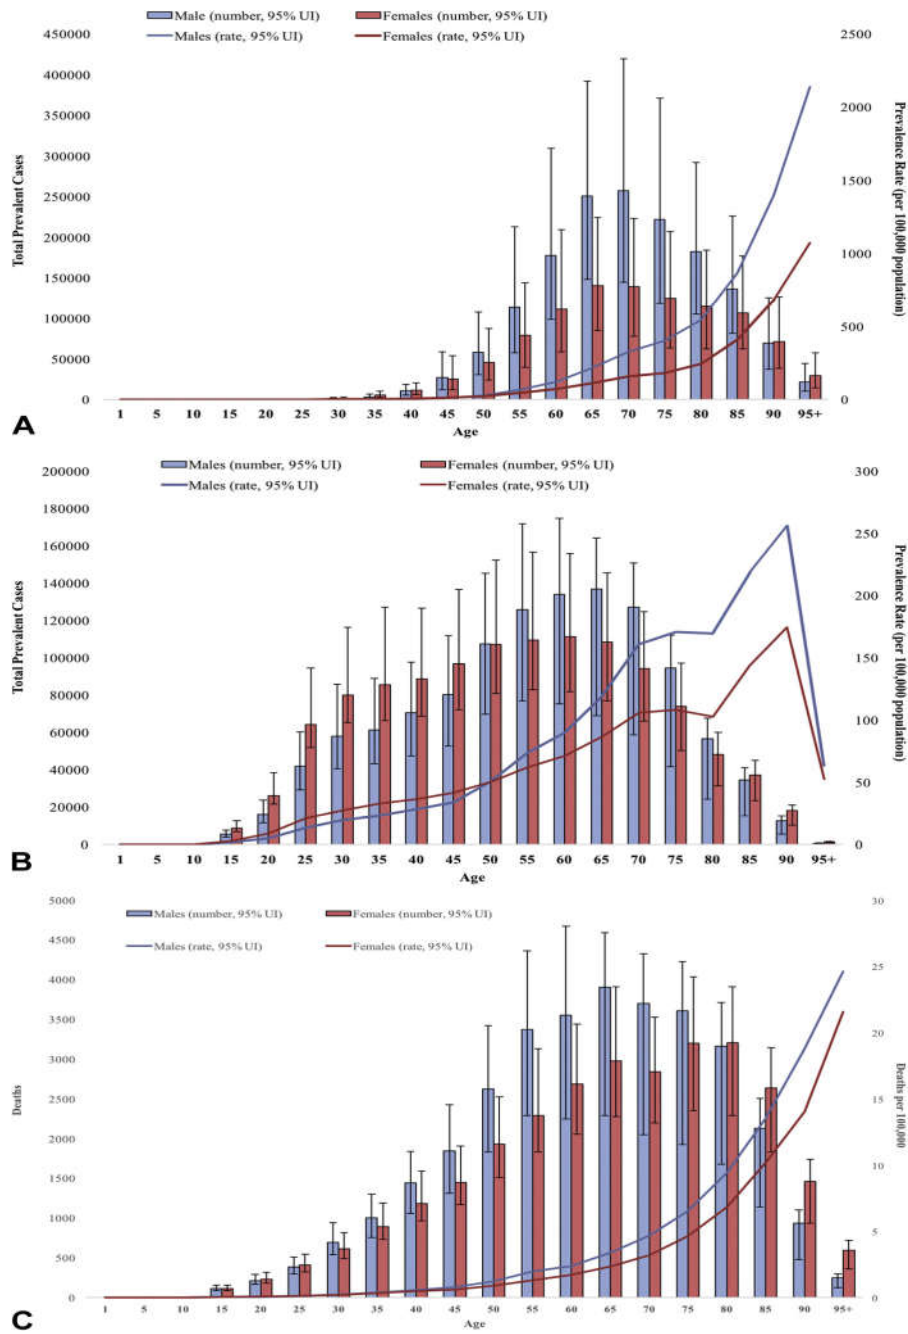 Male (number, 95% UI) Females (number, 95% UI)
Males (rate, 95% UI) Females (rate, 95% UI)
450000 2500
400000
350000 2000
300000
250000 1500
200000
150000 1000
100000 500
50000
0 0
Total Prevalent Cases
Prevalence Rate (per 100,000 population)
1 5 10 15 20 25 30 35 40 45 50 55 60 65 70 75 80 85 90 95+
Age
A
Males (number, 95% UI) Females (number, 95% UI)
Males (rate, 95% UI) Females (rate, 95% UI)
200000 300
180000
160000 250
140000
120000 200
100000 150
80000
60000 100
40000 50
20000
0 0
Total Prevalent Cases
Prevalence Rate (per 100,000 population)
1 5 10 15 20 25 30 35 40 45 50 55 60 65 70 75 80 85 90 95+
Age
B
Males (number, 95% UI) Females (number, 95% UI)
Males (rate, 95% UI) Females (rate, 95% UI)
5000 30
4500
4000 25
3500
3000 20
2500 15
2000
1500 10
1000 5
500
0 0
Deaths
Deaths per 100,000
1 5 10 15 20 25 30 35 40 45 50 55 60 65 70 75 80 85 90 95+
Age
C